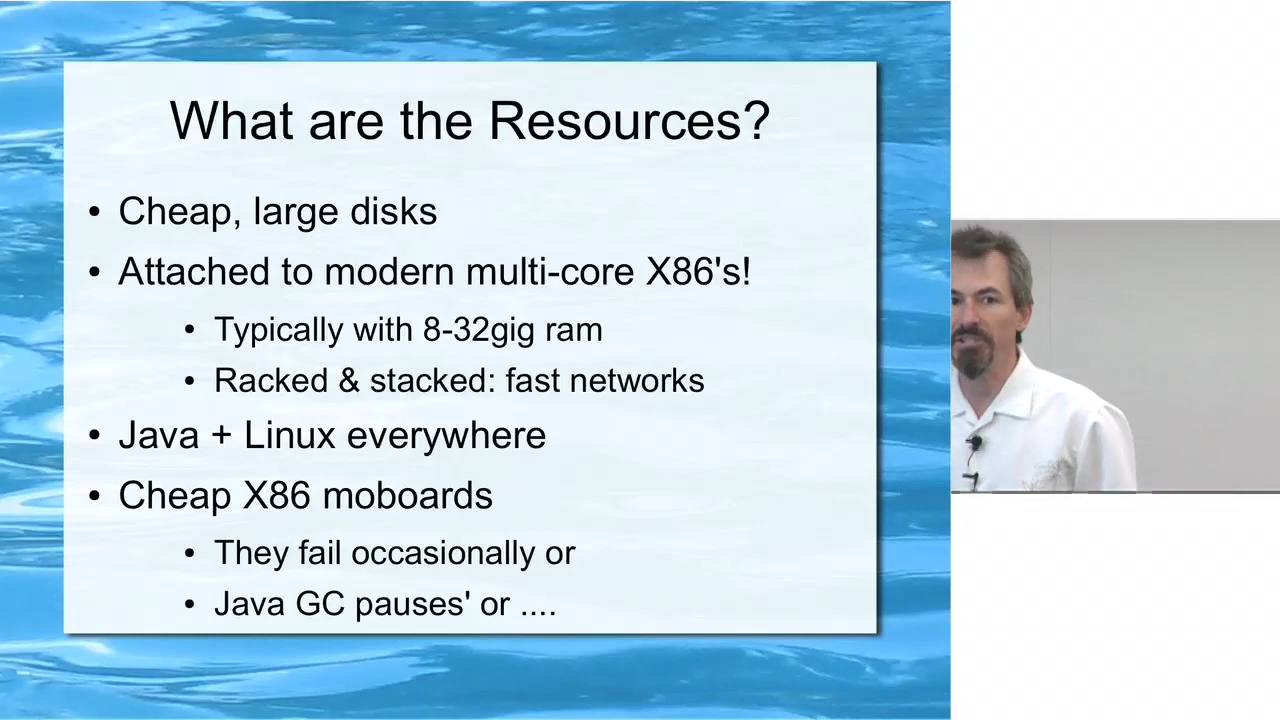 What are the Resources?
• Cheap, large disks
• Attached to modern multi-core X86's!
• Typically with 8-32gig ram
• Racked & stacked: fast networks
• Java + Linux everywhere
• Cheap X86 moboards
• They fail occasionally or
• Java GC pauses' or ....